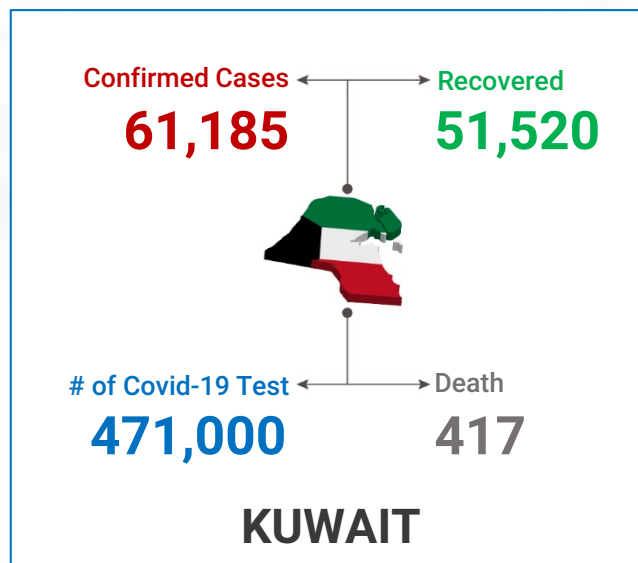 Confirmed Cases
61,185
Recovered
51,520
# of Covid-19 Test
471,000
Death
417
KUWAIT